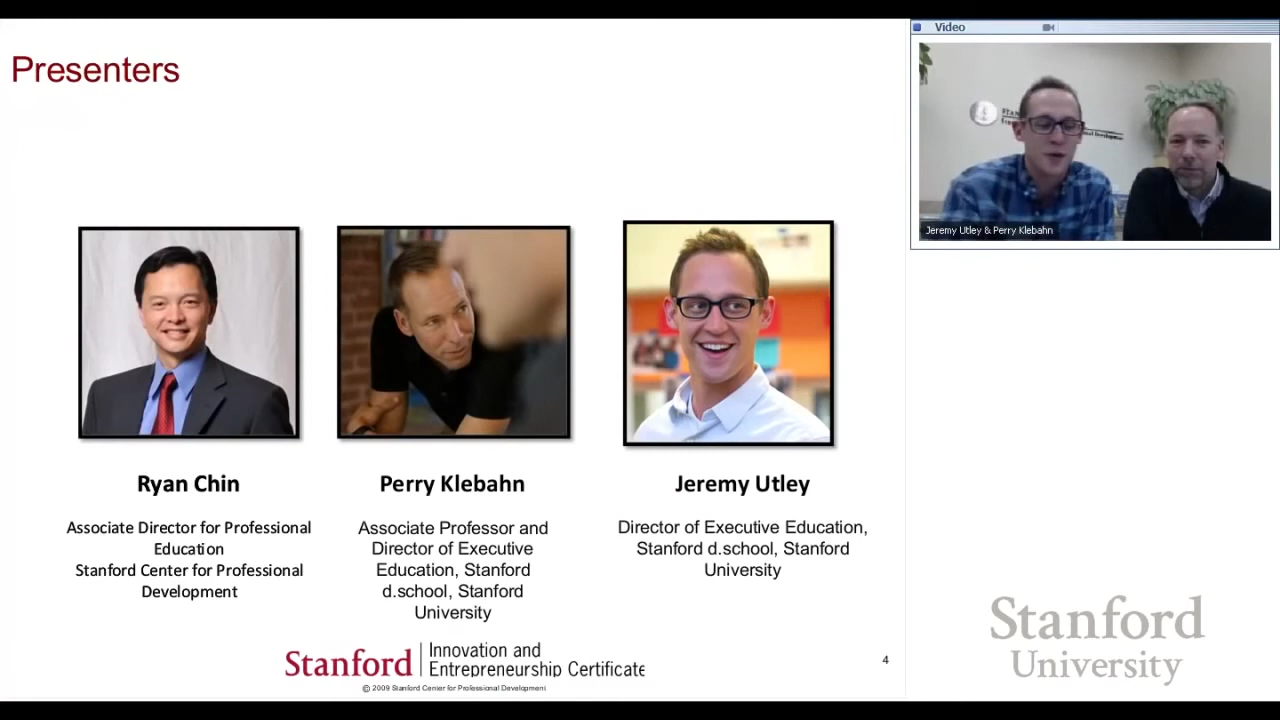 Presenters
Video
Jeremy Utley & Perry Klebahn
Ryan Chin
Associate Director for Professional
Education
Stanford Center for Professional
Development
Perry Klebahn
Associate Professor and
Director of Executive
Education, Stanford
d.school, Stanford
University
Jeremy Utley
Director of Executive Education,
Stanford d.school, Stanford
University
Stanford
Innovation and
Entrepreneurship Certificate
© 2009 Stanford Center for Professional Development
4
Stanford
University